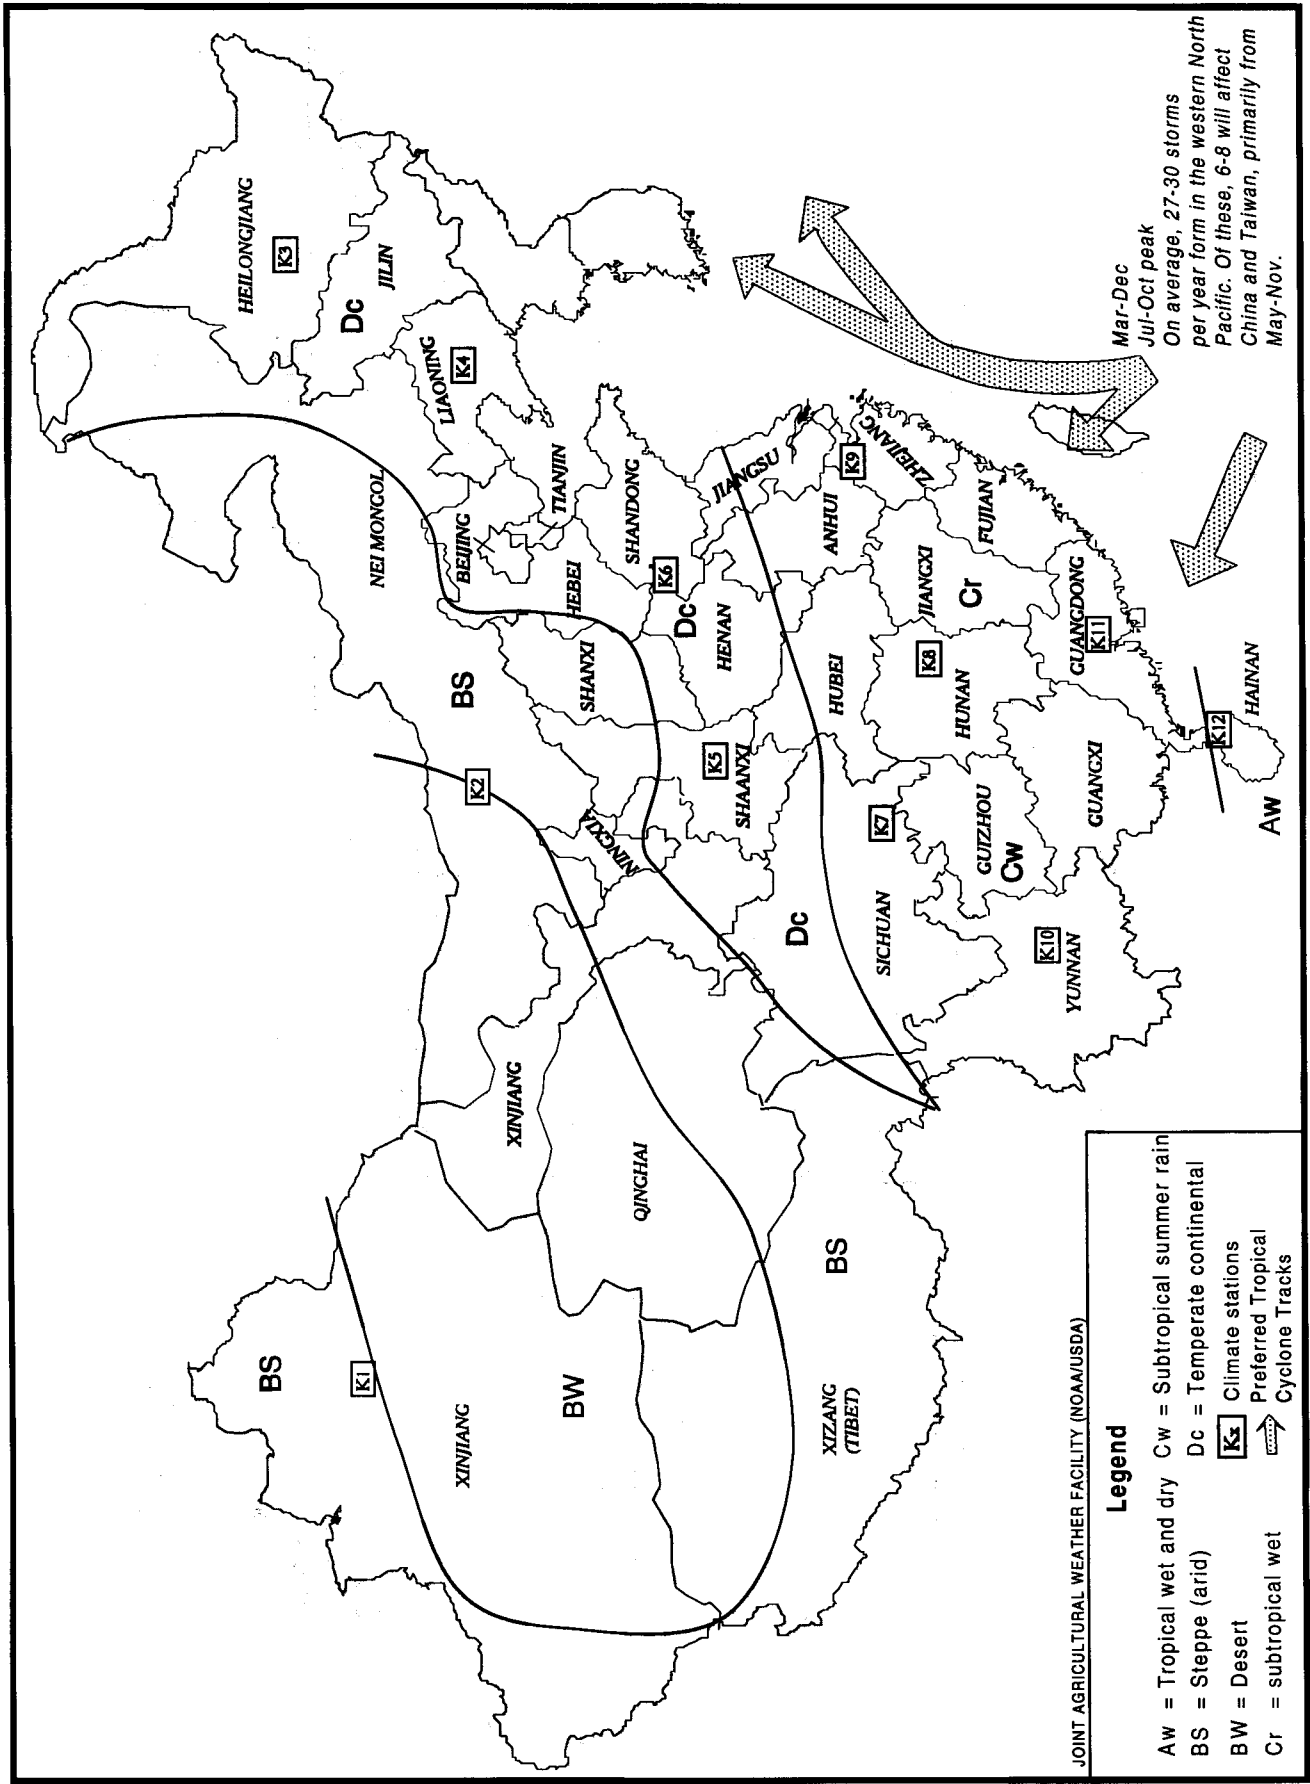 HEILONGJIANG
K3
JILIN
Dc
LIAONING
K4
NEI MONGOL
BEIJING
TIANJIN
HEBEI
SHANDONG
K6
Dc
SHANXI
HENAN
JIANGSU
ANHUI
K9
ZHEJIANG
FUJIAN
JIANGXI
Cr
GUANGDONG
K11
HUBEI
K8
HUNAN
BS
K2
NINGXIA
K5
SHAANXI
Dc
K7
SICHUAN
GUIZHOU
Cw
GUANGXI
K10
YUNNAN
K12
HAINAN
Aw
XINJIANG
QINGHAI
BS
BS
K1
XINJIANG
BW
XIZANG
(TIBET)
Mar-Dec
Jul-Oct peak
On average, 27-30 storms
per year form in the western North
Pacific. Of these, 6-8 will affect
China and Taiwan, primarily from
May-Nov.
JOINT AGRICULTURAL WEATHER FACILITY (NOAA/USDA)
Legend
Aw = Tropical wet and dry
BS = Steppe (arid)
BW = Desert
Cr = subtropical wet
Cw = Subtropical summer rain
Dc = Temperate continental
Kx Climate stations
Preferred Tropical
Cyclone Tracks